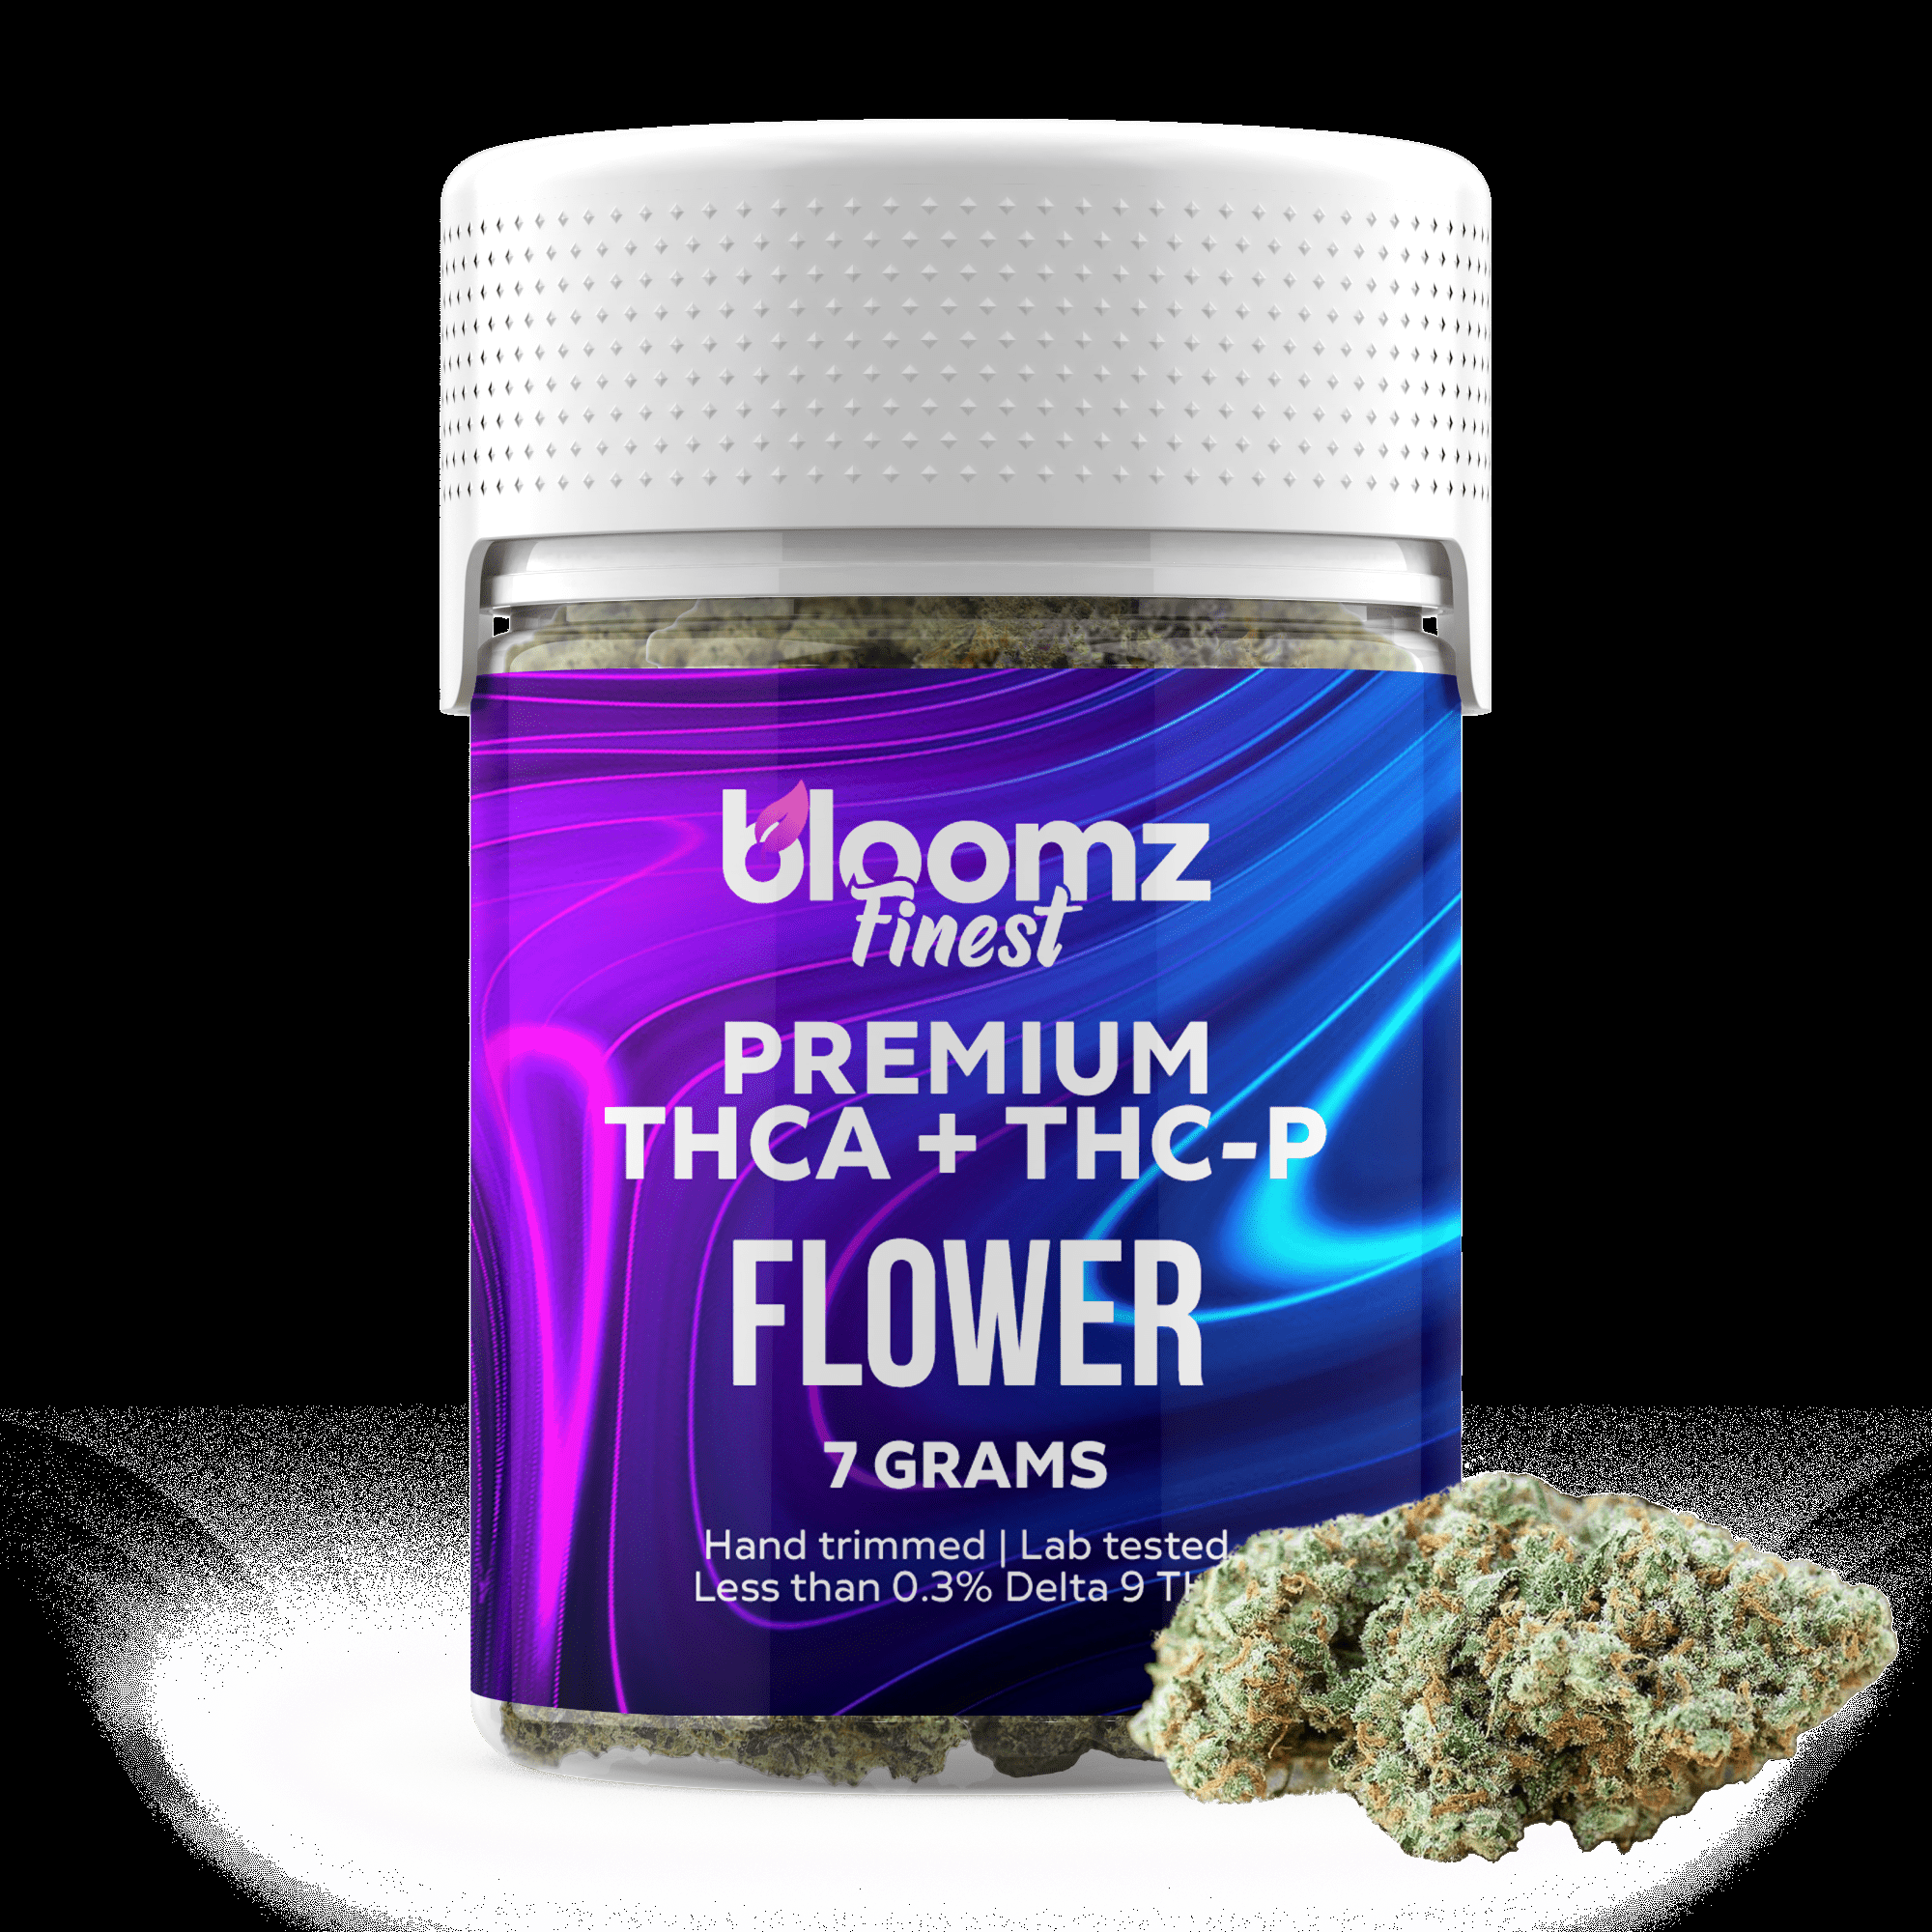 bloomz
Finest
PREMIUM
THCA + THC-P
FLOWER
7 GRAMS
Hand trimmed | Lab tested
Less than 0.3% Delta 9